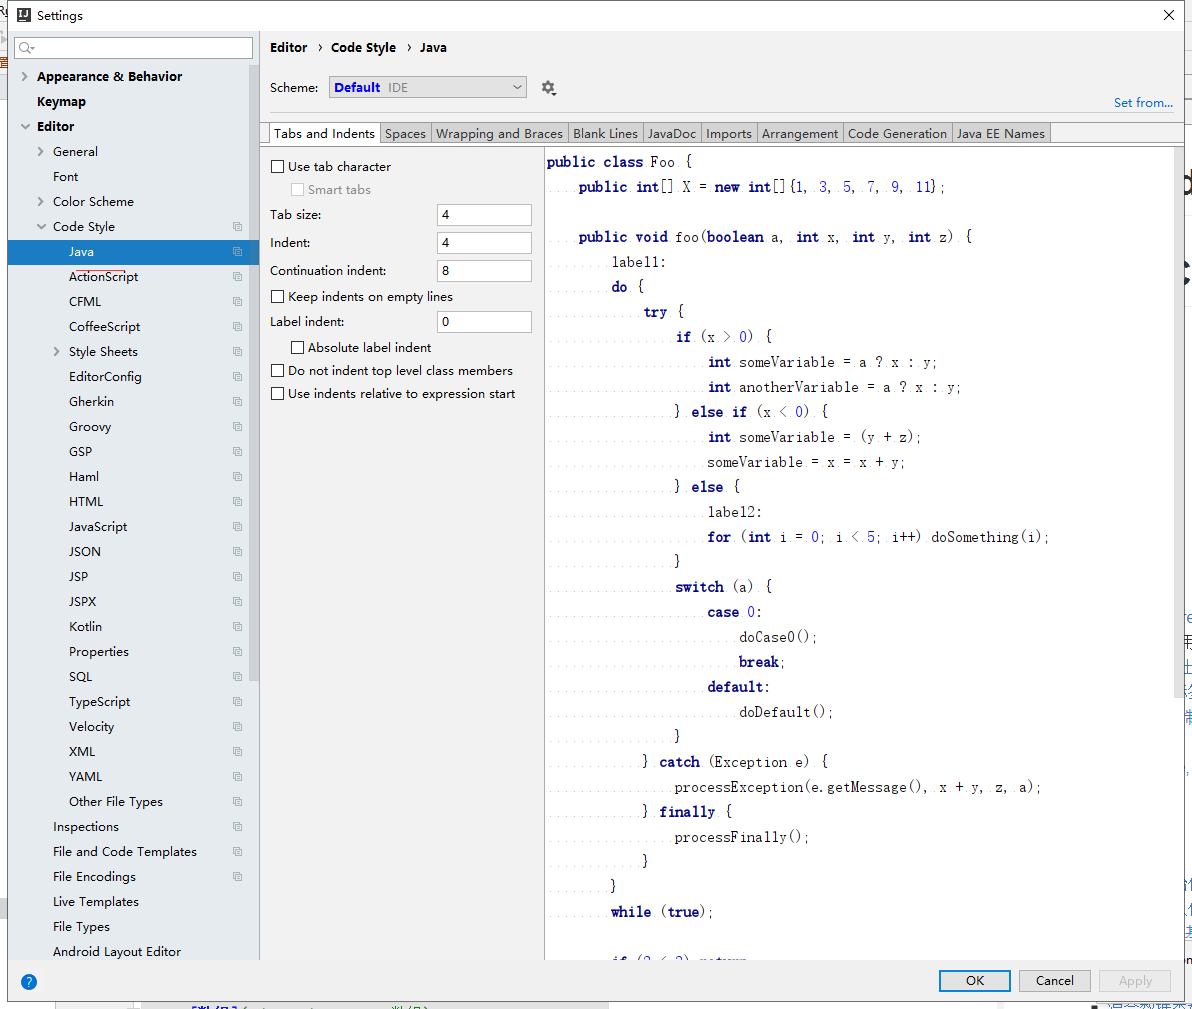 Settings
Editor › Code Style › Java
Scheme: Default IDE
Set from...
Appearance & Behavior
Keymap
Editor
General
Font
Color Scheme
Code Style
Java
ActionScript
CFML
CoffeeScript
Style Sheets
EditorConfig
Gherkin
Groovy
GSP
Haml
HTML
JavaScript
JSON
JSP
JSPX
Kotlin
Properties
SQL
TypeScript
Velocity
XML
YAML
Other File Types
Inspections
File and Code Templates
File Encodings
Live Templates
File Types
Android Layout Editor
Tabs and Indents Spaces Wrapping and Braces Blank Lines JavaDoc Imports Arrangement Code Generation Java EE Names
Use tab character
Smart tabs
Tab size: 4
Indent: 4
Continuation indent: 8
Keep indents on empty lines
Label indent: 0
Absolute label indent
Do not indent top level class members
Use indents relative to expression start
public class Foo {
public int[] X = new int[]{1, 3, 5, 7, 9, 11};
public void foo(boolean a, int x, int y, int z) {
label1:
do {
try {
if (x > 0) {
int someVariable = a ? x : y;
int anotherVariable = a ? x : y;
} else if (x < 0) {
int someVariable = (y + z);
someVariable = x = x + y;
} else {
label2:
for (int i = 0; i < 5; i++) doSomething(i);
}
switch (a) {
case 0:
doCase0();
break;
default:
doDefault();
}
} catch (Exception e) {
processException(e.getMessage(), x + y, z, a);
} finally {
processFinally();
}
}
while (true);
OK Cancel Apply